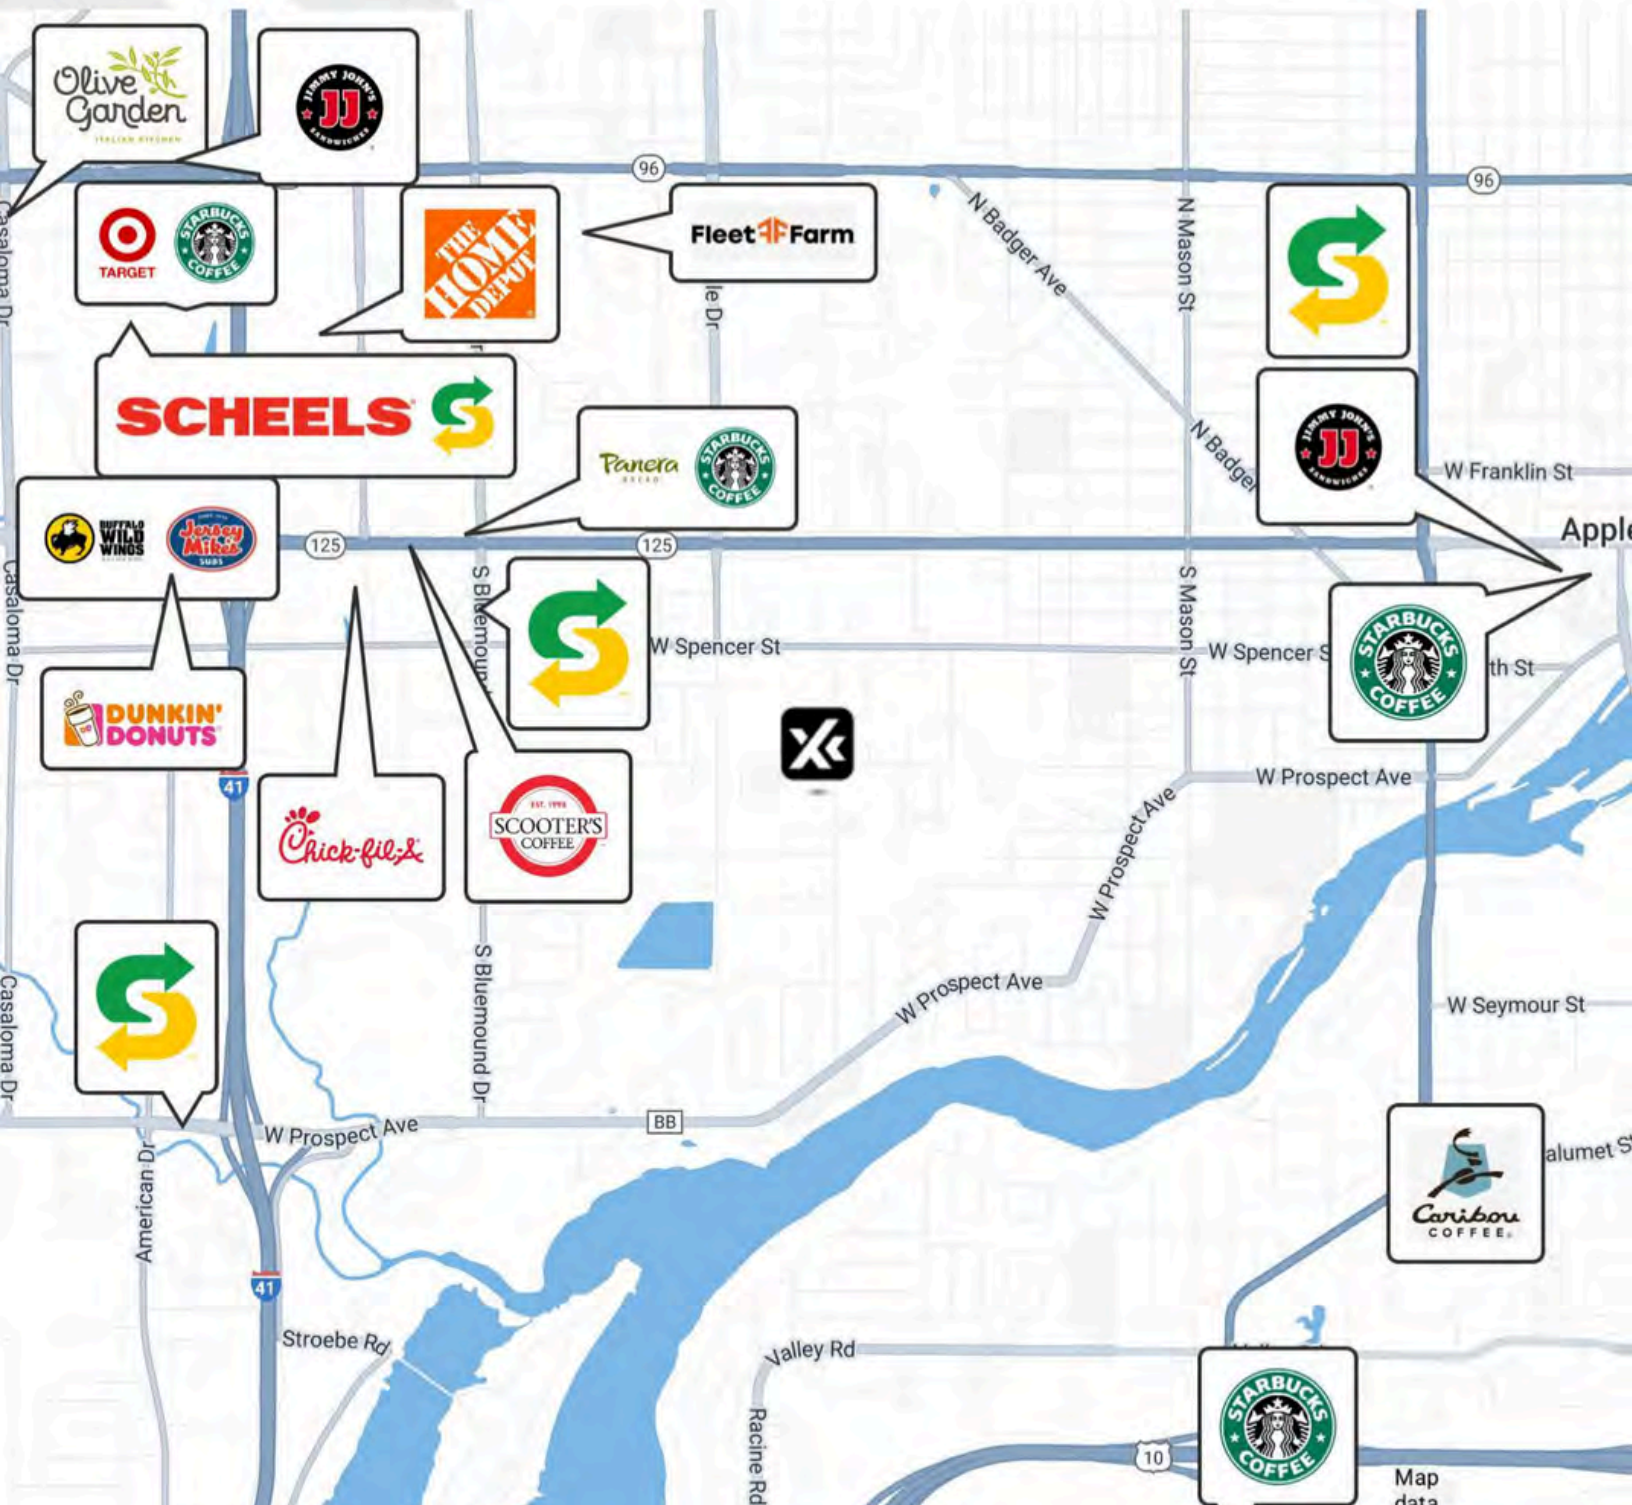 Olive
Garden
ITALIAN KITCHEN
JIMMY JOHN'S
JJ
SANDWICHES
96
96
TARGET
STARBUCKS
COFFEE
THE
HOME
DEPOT
Fleet Farm
Casaloma Dr
le Dr
N Badger Ave
N Mason St
SCHEELS
Panera
BREAD
STARBUCKS
COFFEE
JIMMY JOHN'S
JJ
SANDWICHES
N Badger
W Franklin St
Apple
BUFFALO
WILD
WINGS
Jersey
Mike's
SUBS
125
125
Casaloma Dr
S Bluemoun
S Mason St
W Spencer St
W Spencer S
STARBUCKS
COFFEE
th St
DUNKIN'
DONUTS
41
W Prospect Ave
W Prospect Ave
Chick-fil-A
EST. 1998
SCOOTER'S
COFFEE
Casaloma Dr
S Bluemound Dr
W Prospect Ave
W Seymour St
W Prospect Ave
BB
American Dr
alumet S
Caribou
COFFEE
41
Stroebe Rd
Valley Rd
Racine Rd
STARBUCKS
COFFEE
10
Map
data